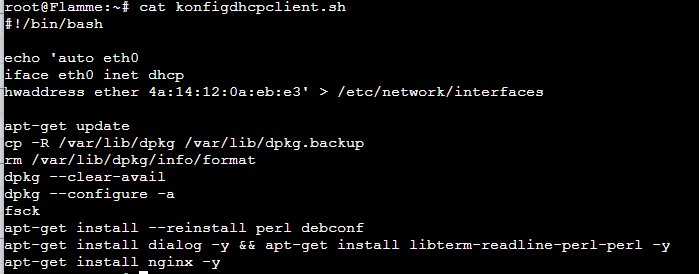 root@Flamme:~# cat konfigdhcpclient.sh
#!/bin/bash
echo 'auto eth0
iface eth0 inet dhcp
hwaddress ether 4a:14:12:0a:eb:e3' > /etc/network/interfaces
apt-get update
cp -R /var/lib/dpkg /var/lib/dpkg.backup
rm /var/lib/dpkg/info/format
dpkg --clear-avail
dpkg --configure -a
fsck
apt-get install --reinstall perl debconf
apt-get install dialog -y && apt-get install libterm-readline-perl-perl -y
apt-get install nginx -y